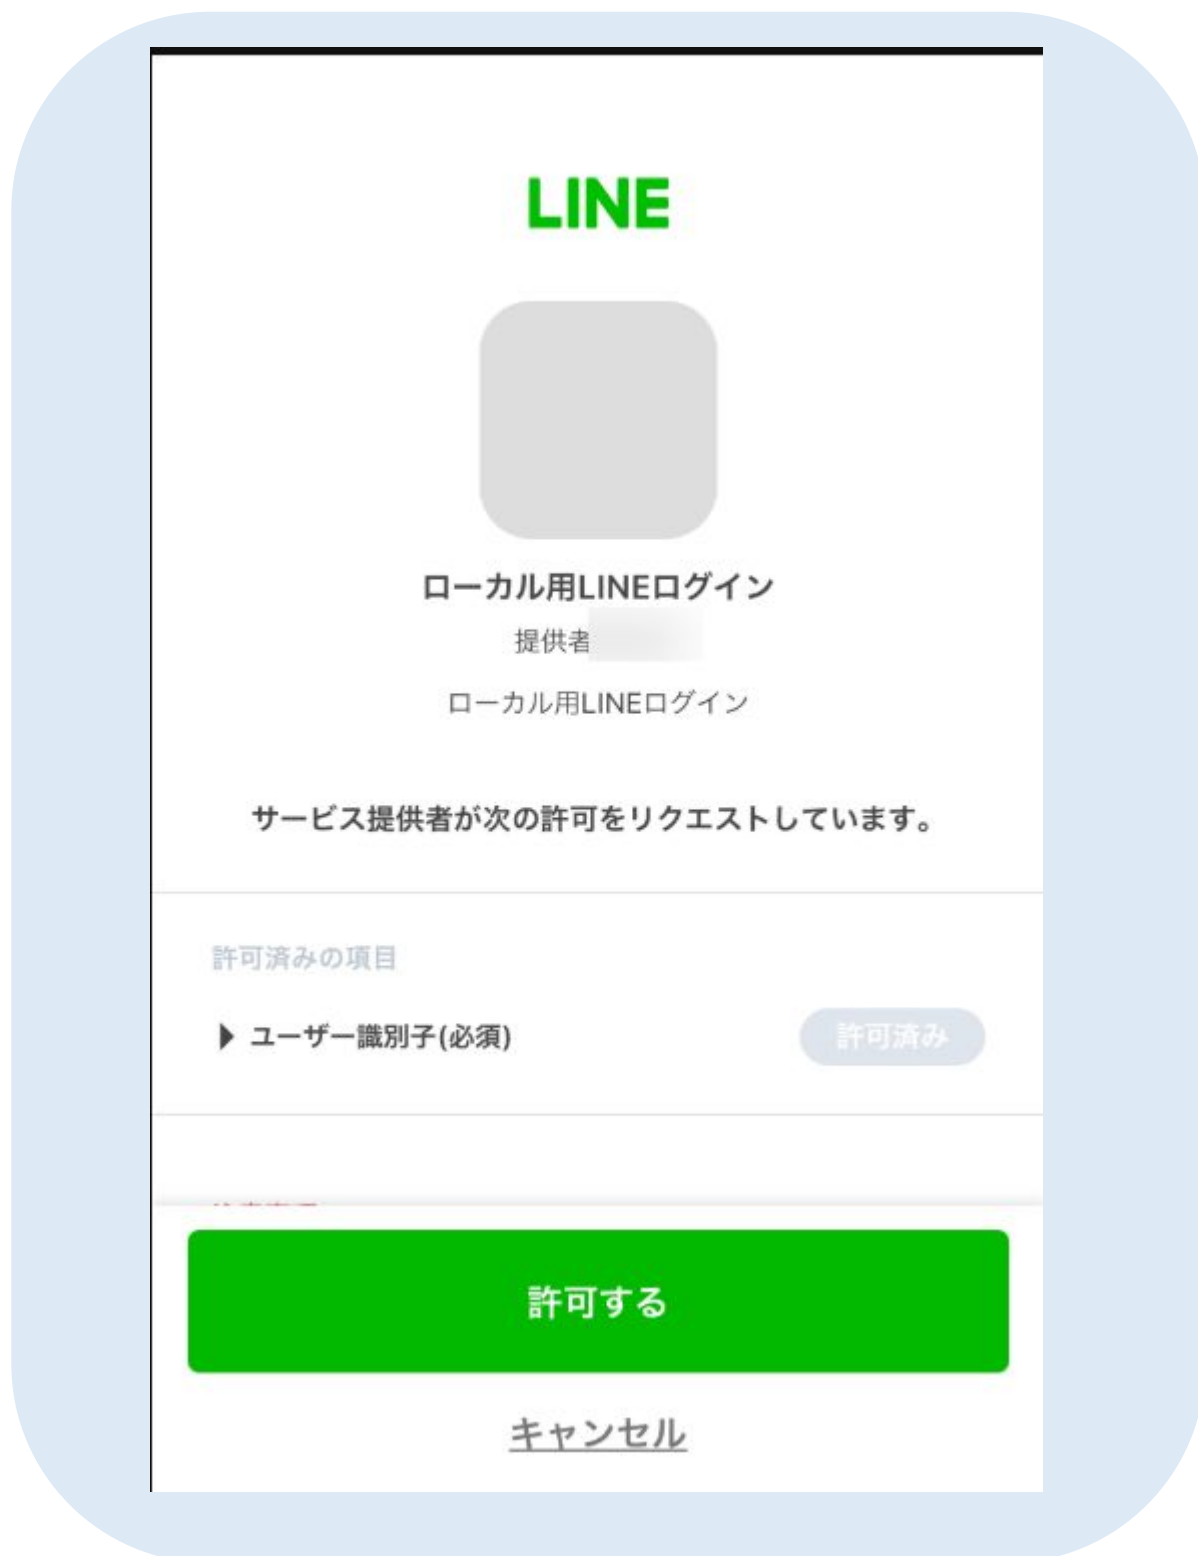 LINE
ローカル用LINEログイン
提供者
ローカル用LINEログイン
サービス提供者が次の許可をリクエストしています。
許可済みの項目
ユーザー識別子(必須)
許可済み
許可する
キャンセル